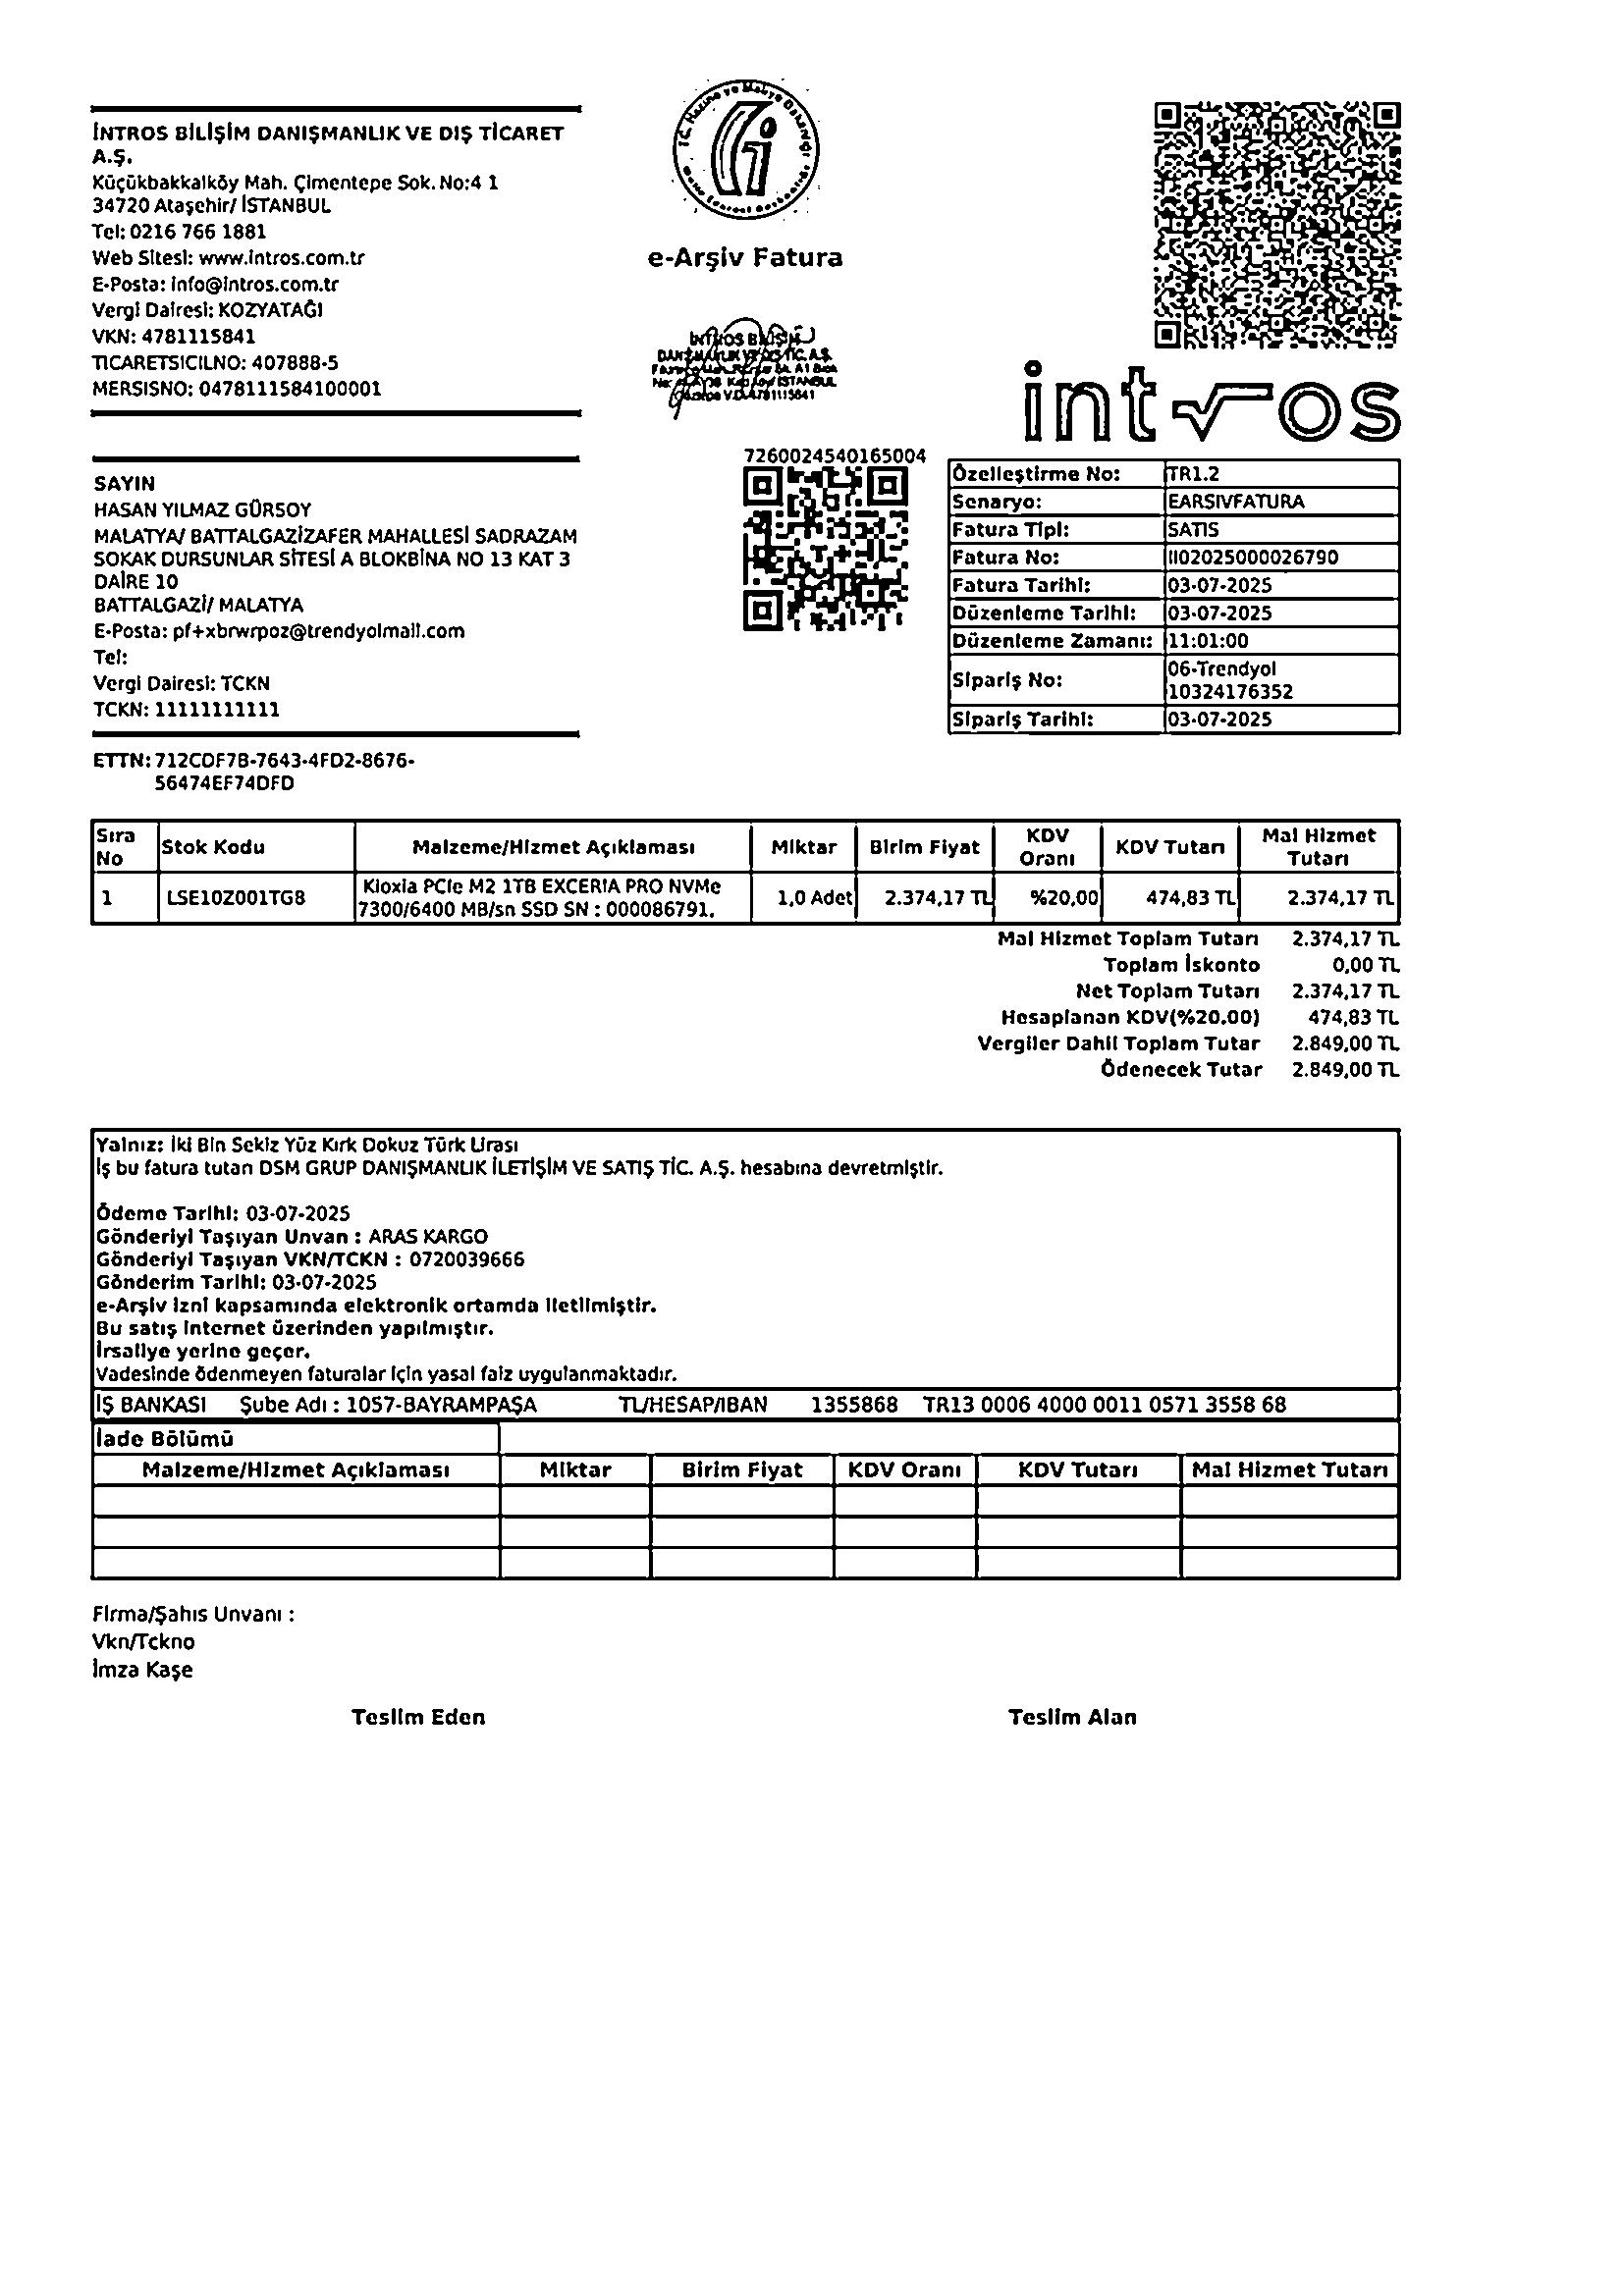 İNTROS BİLİŞİM DANIŞMANLIK VE DIŞ TİCARET
A.Ş.
Küçükbakkalköy Mah. Çimentepe Sok. No:4 1
34720 Ataşehir/ İSTANBUL
Tel: 0216 766 1881
Web Sitesi: www.intros.com.tr
E-Posta: info@intros.com.tr
Vergi Dairesi: KOZYATAĞI
VKN: 4781115841
TICARETSICILNO: 407888-5
MERSISNO: 0478111584100001
T.C. Hazine ve Maliye Bakanlığı
e-Arşiv Fatura
İNTROS BİLİŞİM
DANIŞMANLIK VE DIŞ TİC. A.Ş.
V.D. 4781115841
intros
SAYIN
HASAN YILMAZ GÜRSOY
MALATYA/ BATTALGAZİZAFER MAHALLESİ SADRAZAM
SOKAK DURSUNLAR SİTESİ A BLOKBİNA NO 13 KAT 3
DAİRE 10
BATTALGAZİ/ MALATYA
E-Posta: pf+xbrwrpoz@trendyolmail.com
Tel:
Vergi Dairesi: TCKN
TCKN: 11111111111
7260024540165004
Özelleştirme No: TR1.2
Senaryo: EARSIVFATURA
Fatura Tipi: SATIS
Fatura No: II02025000026790
Fatura Tarihi: 03-07-2025
Düzenleme Tarihi: 03-07-2025
Düzenleme Zamanı: 11:01:00
Sipariş No: 06-Trendyol
10324176352
Sipariş Tarihi: 03-07-2025
ETTN: 712CDF7B-7643-4FD2-8676-
56474EF74DFD
Sıra No Stok Kodu Malzeme/Hizmet Açıklaması Miktar Birim Fiyat KDV Oranı KDV Tutarı Mal Hizmet Tutarı
1 LSE10Z001TG8 Kioxia PCIe M2 1TB EXCERIA PRO NVMe 7300/6400 MB/sn SSD SN : 000086791. 1,0 Adet 2.374,17 TL %20,00 474,83 TL 2.374,17 TL
Mal Hizmet Toplam Tutarı 2.374,17 TL
Toplam İskonto 0,00 TL
Net Toplam Tutarı 2.374,17 TL
Hesaplanan KDV(%20.00) 474,83 TL
Vergiler Dahil Toplam Tutar 2.849,00 TL
Ödenecek Tutar 2.849,00 TL
Yalnız: İki Bin Sekiz Yüz Kırk Dokuz Türk Lirası
İş bu fatura tutarı DSM GRUP DANIŞMANLIK İLETİŞİM VE SATIŞ TİC. A.Ş. hesabına devretmiştir.
Ödeme Tarihi: 03-07-2025
Gönderiyi Taşıyan Unvan : ARAS KARGO
Gönderiyi Taşıyan VKN/TCKN : 0720039666
Gönderim Tarihi: 03-07-2025
e-Arşiv izni kapsamında elektronik ortamda iletilmiştir.
Bu satış internet üzerinden yapılmıştır.
İrsaliye yerine geçer.
Vadesinde ödenmeyen faturalar için yasal faiz uygulanmaktadır.
İŞ BANKASI Şube Adı : 1057-BAYRAMPAŞA TL/HESAP/IBAN 1355868 TR13 0006 4000 0011 0571 3558 68
İade Bölümü
Malzeme/Hizmet Açıklaması Miktar Birim Fiyat KDV Oranı KDV Tutarı Mal Hizmet Tutarı
Firma/Şahıs Unvanı :
Vkn/Tckno
İmza Kaşe
Teslim Eden Teslim Alan